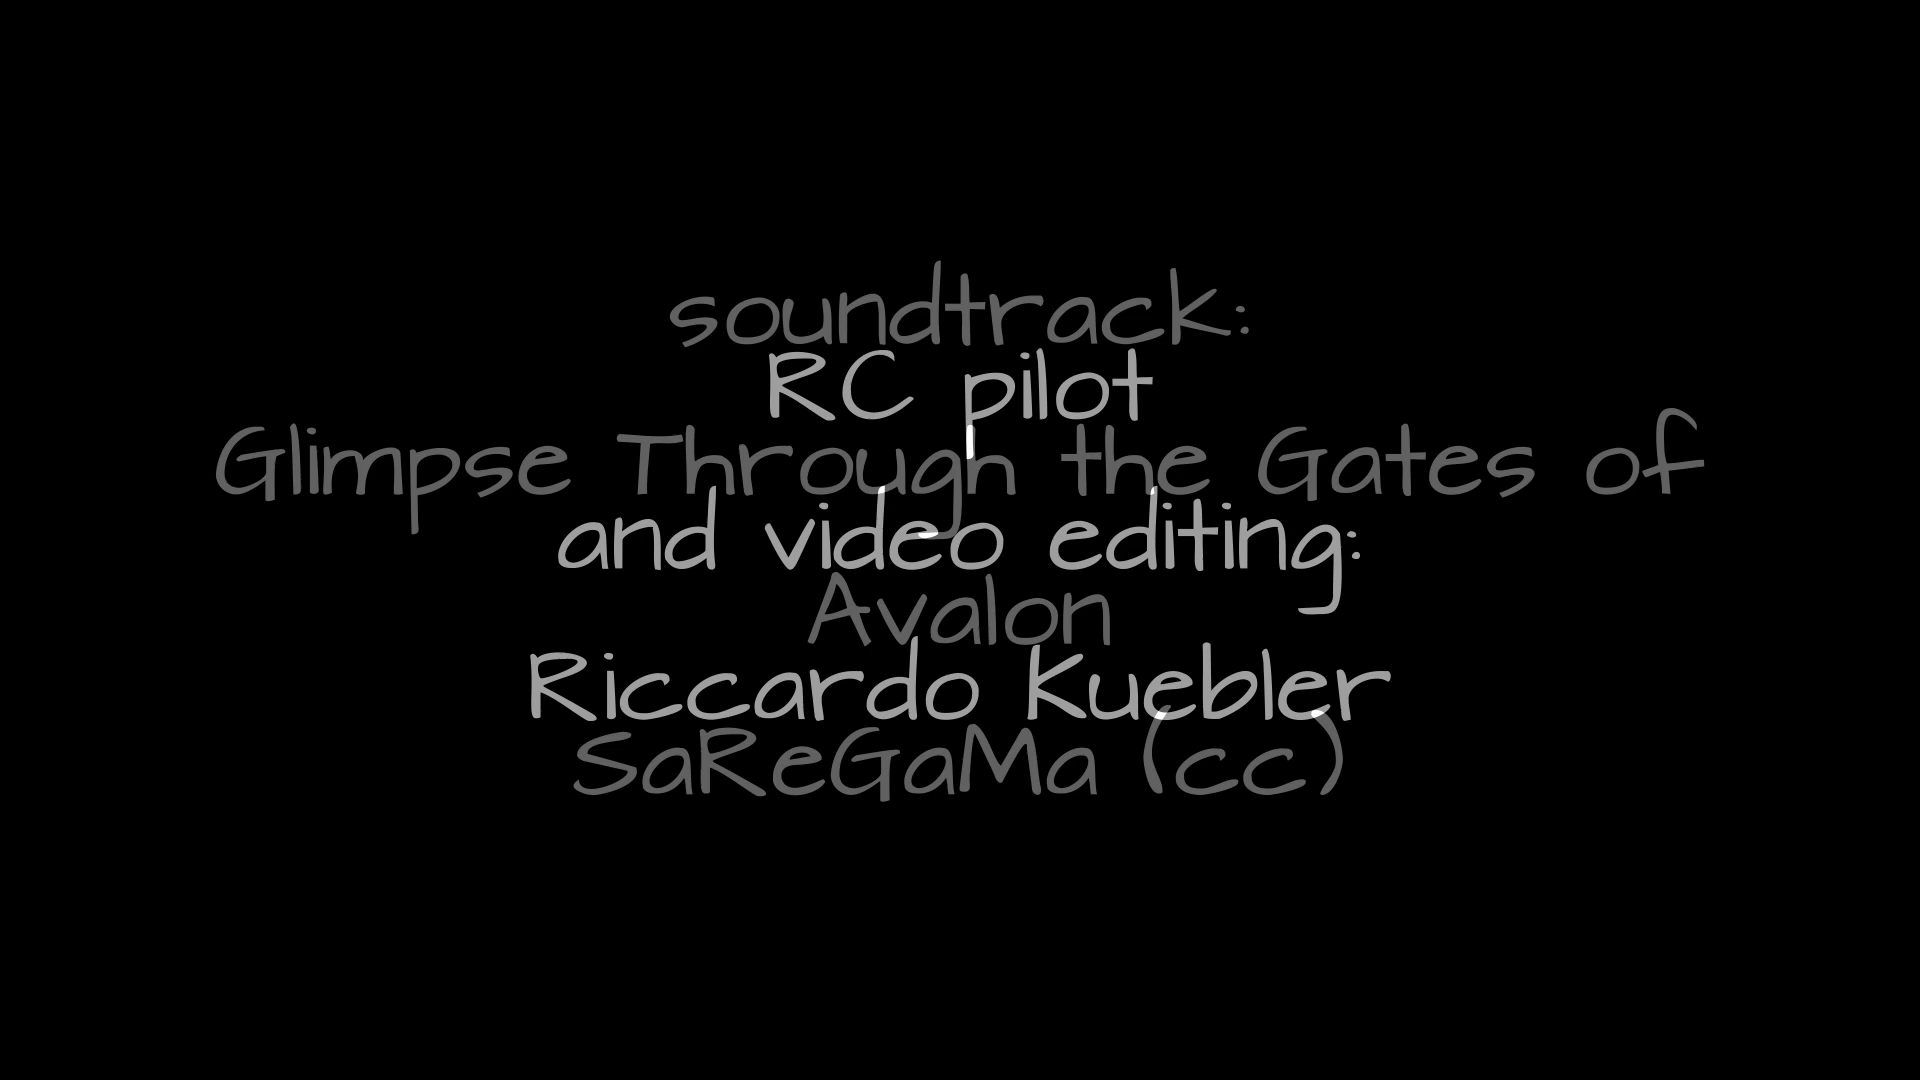 soundtrack:
RC pilot
Glimpse Through the Gates of
and video editing:
Avalon
Riccardo Kuebler
SaReGaMa (cc)